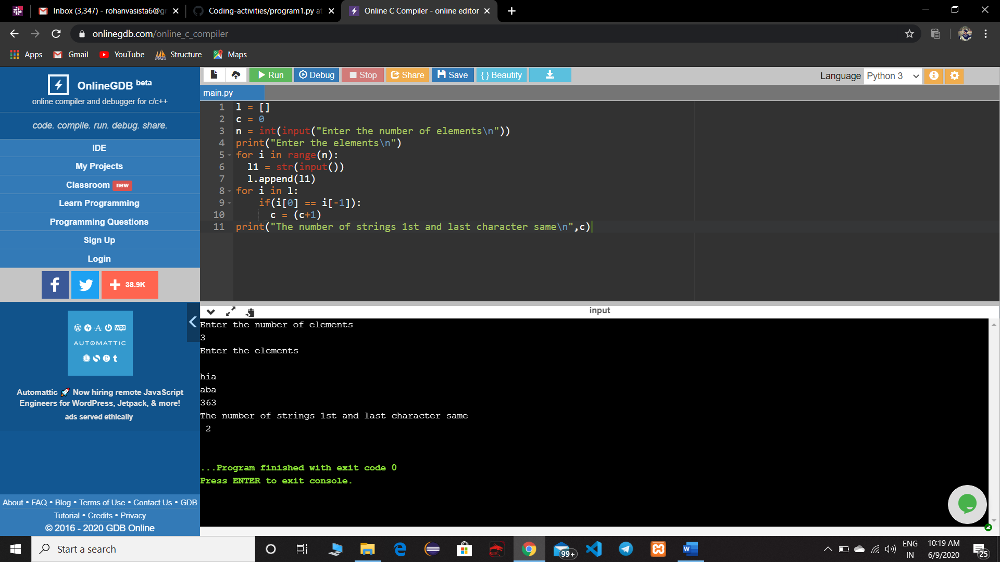 Inbox (3,347) - rohanvasista6@gr
Coding-activities/program1.py at
Online C Compiler - online editor
onlinegdb.com/online_c_compiler
Apps
Gmail
YouTube
Structure
Maps
OnlineGDB beta
online compiler and debugger for c/c++
code. compile. run. debug. share.
IDE
My Projects
Classroom new
Learn Programming
Programming Questions
Sign Up
Login
38.9K
AUTOMATTIC
Automattic 🚀 Now hiring remote JavaScript
Engineers for WordPress, Jetpack, & more!
ads served ethically
About • FAQ • Blog • Terms of Use • Contact Us • GDB
Tutorial • Credits • Privacy
© 2016 - 2020 GDB Online
Run Debug Stop Share Save {} Beautify
Language Python 3
main.py
1 l = []
2 c = 0
3 n = int(input("Enter the number of elements\n"))
4 print("Enter the elements\n")
5 for i in range(n):
6   l1 = str(input())
7   l.append(l1)
8 for i in l:
9     if(i[0] == i[-1]):
10       c = (c+1)
11 print("The number of strings 1st and last character same\n",c)
input
Enter the number of elements
3
Enter the elements
hia
aba
363
The number of strings 1st and last character same
2
...Program finished with exit code 0
Press ENTER to exit console.
Start a search
99+
ENG
IN
10:19 AM
6/9/2020
25